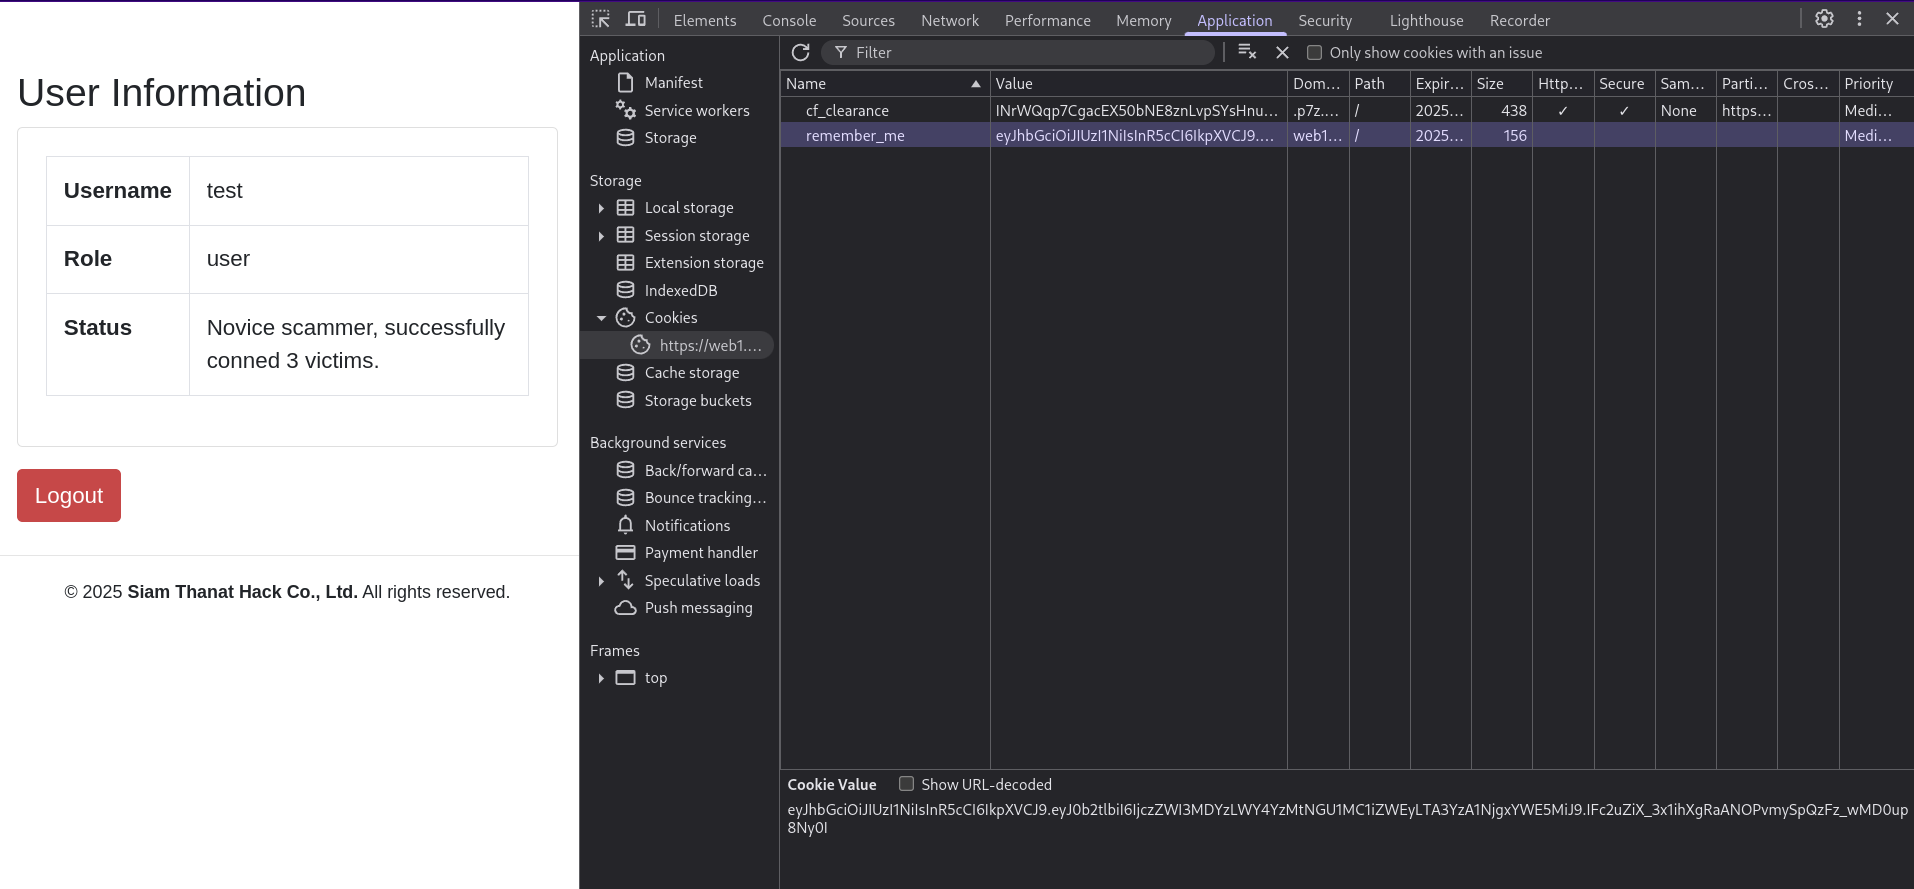 User Information
Username test
Role user
Status Novice scammer, successfully
conned 3 victims.
Logout
© 2025 Siam Thanat Hack Co., Ltd. All rights reserved.
Elements Console Sources Network Performance Memory Application Security Lighthouse Recorder
Application
Manifest
Service workers
Storage
Storage
Local storage
Session storage
Extension storage
IndexedDB
Cookies
https://web1....
Cache storage
Storage buckets
Background services
Back/forward ca...
Bounce tracking...
Notifications
Payment handler
Speculative loads
Push messaging
Frames
top
Filter Only show cookies with an issue
Name Value Dom... Path Expir... Size Http... Secure Sam... Parti... Cros... Priority
cf_clearance INrWQqp7CgacEX50bNE8znLvpSYsHnu... .p7z.... / 2025... 438 ✓ ✓ None https... Medi...
remember_me eyJhbGciOiJIUzI1NiIsInR5cCI6IkpXVCJ9.... web1... / 2025... 156 Medi...
Cookie Value Show URL-decoded
eyJhbGciOiJIUzI1NiIsInR5cCI6IkpXVCJ9.eyJ0b2tlbiI6IjczZWI3MDYzLWY4YzMtNGU1MC1iZWEyLTA3YzA1NjgxYWE5MiJ9.IFc2uZiX_3x1ihXgRaANOPvmySpQzFz_wMD0up
8Ny0I